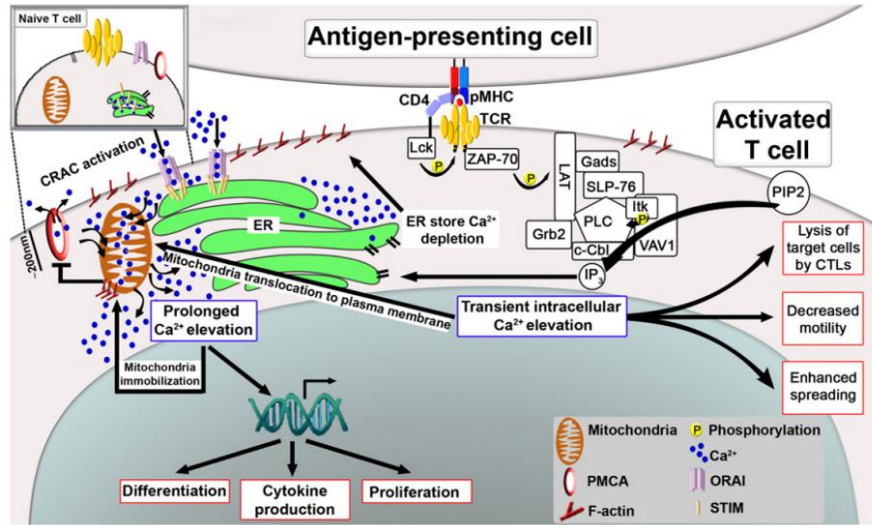 Naive T cell
Antigen-presenting cell
CD4
pMHC
TCR
Lck
P
ZAP-70
P
LAT
Gads
SLP-76
Itk
P
PLC
Grb2
c-Cbl
VAV1
Activated
T cell
PIP2
IP3
CRAC activation
~200nm
ER
ER store Ca²⁺
depletion
Mitochondria translocation to plasma membrane
Transient intracellular
Ca²⁺ elevation
Lysis of
target cells
by CTLs
Decreased
motility
Enhanced
spreading
Prolonged
Ca²⁺ elevation
Mitochondria
immobilization
Differentiation
Cytokine
production
Proliferation
Mitochondria
P Phosphorylation
Ca²⁺
PMCA
ORAI
F-actin
STIM